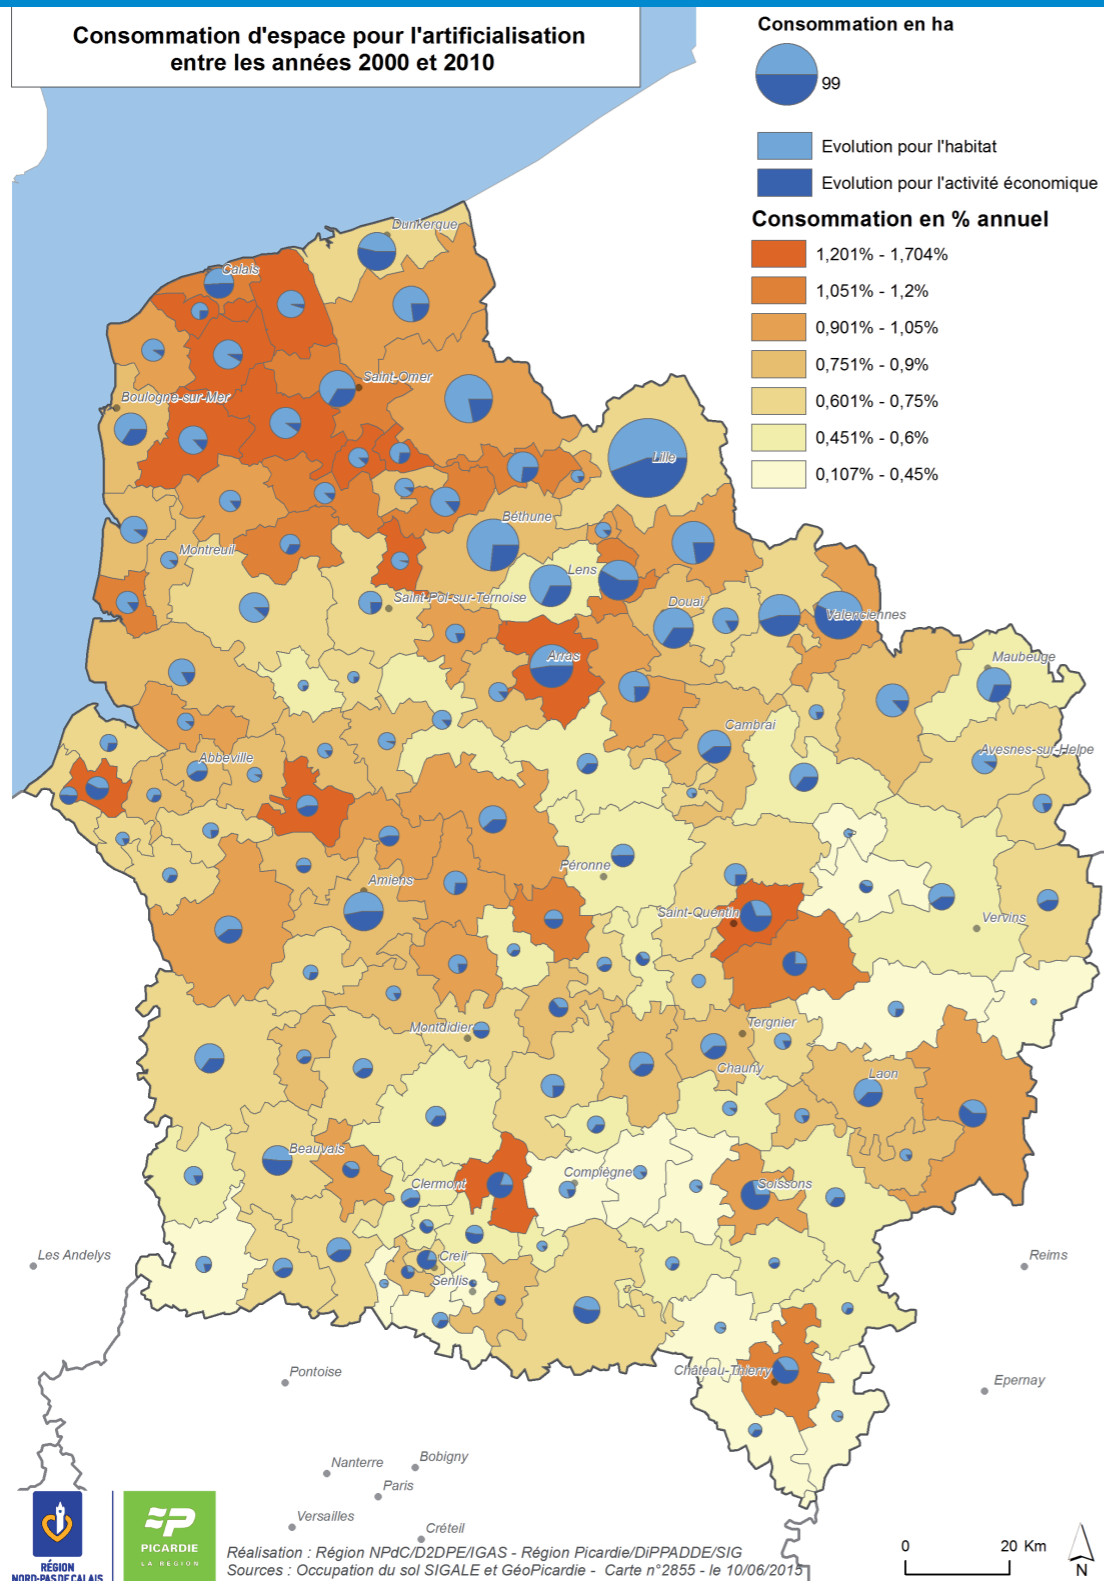 Consommation d'espace pour l'artificialisation
entre les années 2000 et 2010
Consommation en ha
99
Evolution pour l'habitat
Evolution pour l'activité économique
Consommation en % annuel
1,201% - 1,704%
1,051% - 1,2%
0,901% - 1,05%
0,751% - 0,9%
0,601% - 0,75%
0,451% - 0,6%
0,107% - 0,45%
Dunkerque
Calais
Saint-Omer
Boulogne-sur-Mer
Lille
Béthune
Montreuil
Lens
Saint-Pol-sur-Ternoise
Douai
Valenciennes
Arras
Maubeuge
Cambrai
Avesnes-sur-Helpe
Abbeville
Péronne
Amiens
Saint-Quentin
Vervins
Montdidier
Tergnier
Chauny
Laon
Beauvais
Clermont
Compiègne
Soissons
Les Andelys
Creil
Senlis
Reims
Château-Thierry
Pontoise
Epernay
Nanterre
Bobigny
Paris
Versailles
Créteil
RÉGION
NORD-PAS DE CALAIS
PICARDIE
LA RÉGION
Réalisation : Région NPdC/D2DPE/IGAS - Région Picardie/DiPPADDE/SIG
Sources : Occupation du sol SIGALE et GéoPicardie - Carte n°2855 - le 10/06/2015
0 20 Km
N